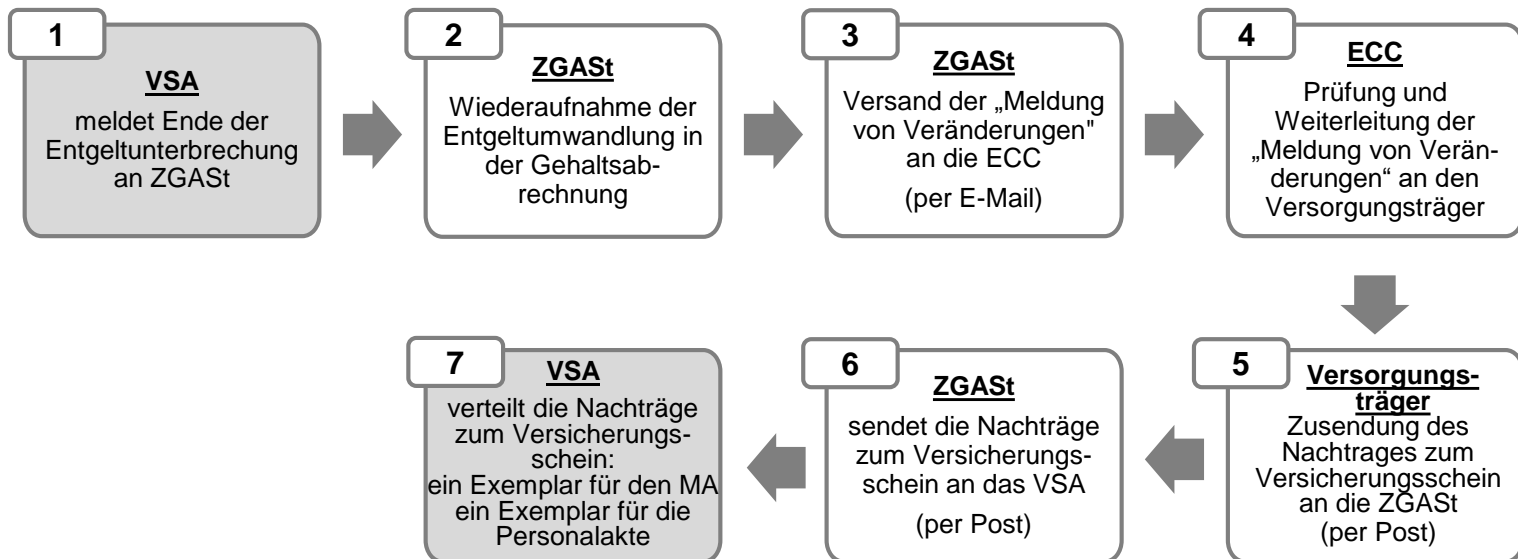 1
VSA
meldet Ende der
Entgeltunterbrechung
an ZGASt
2
ZGASt
Wiederaufnahme der
Entgeltumwandlung in
der Gehaltsab-
rechnung
3
ZGASt
Versand der „Meldung
von Veränderungen"
an die ECC
(per E-Mail)
4
ECC
Prüfung und
Weiterleitung der
„Meldung von Verän-
derungen“ an den
Versorgungsträger
5
Versorgungs-
träger
Zusendung des
Nachtrages zum
Versicherungsschein
an die ZGASt
(per Post)
6
ZGASt
sendet die Nachträge
zum Versicherungs-
schein an das VSA
(per Post)
7
VSA
verteilt die Nachträge
zum Versicherungs-
schein:
ein Exemplar für den MA
ein Exemplar für die
Personalakte